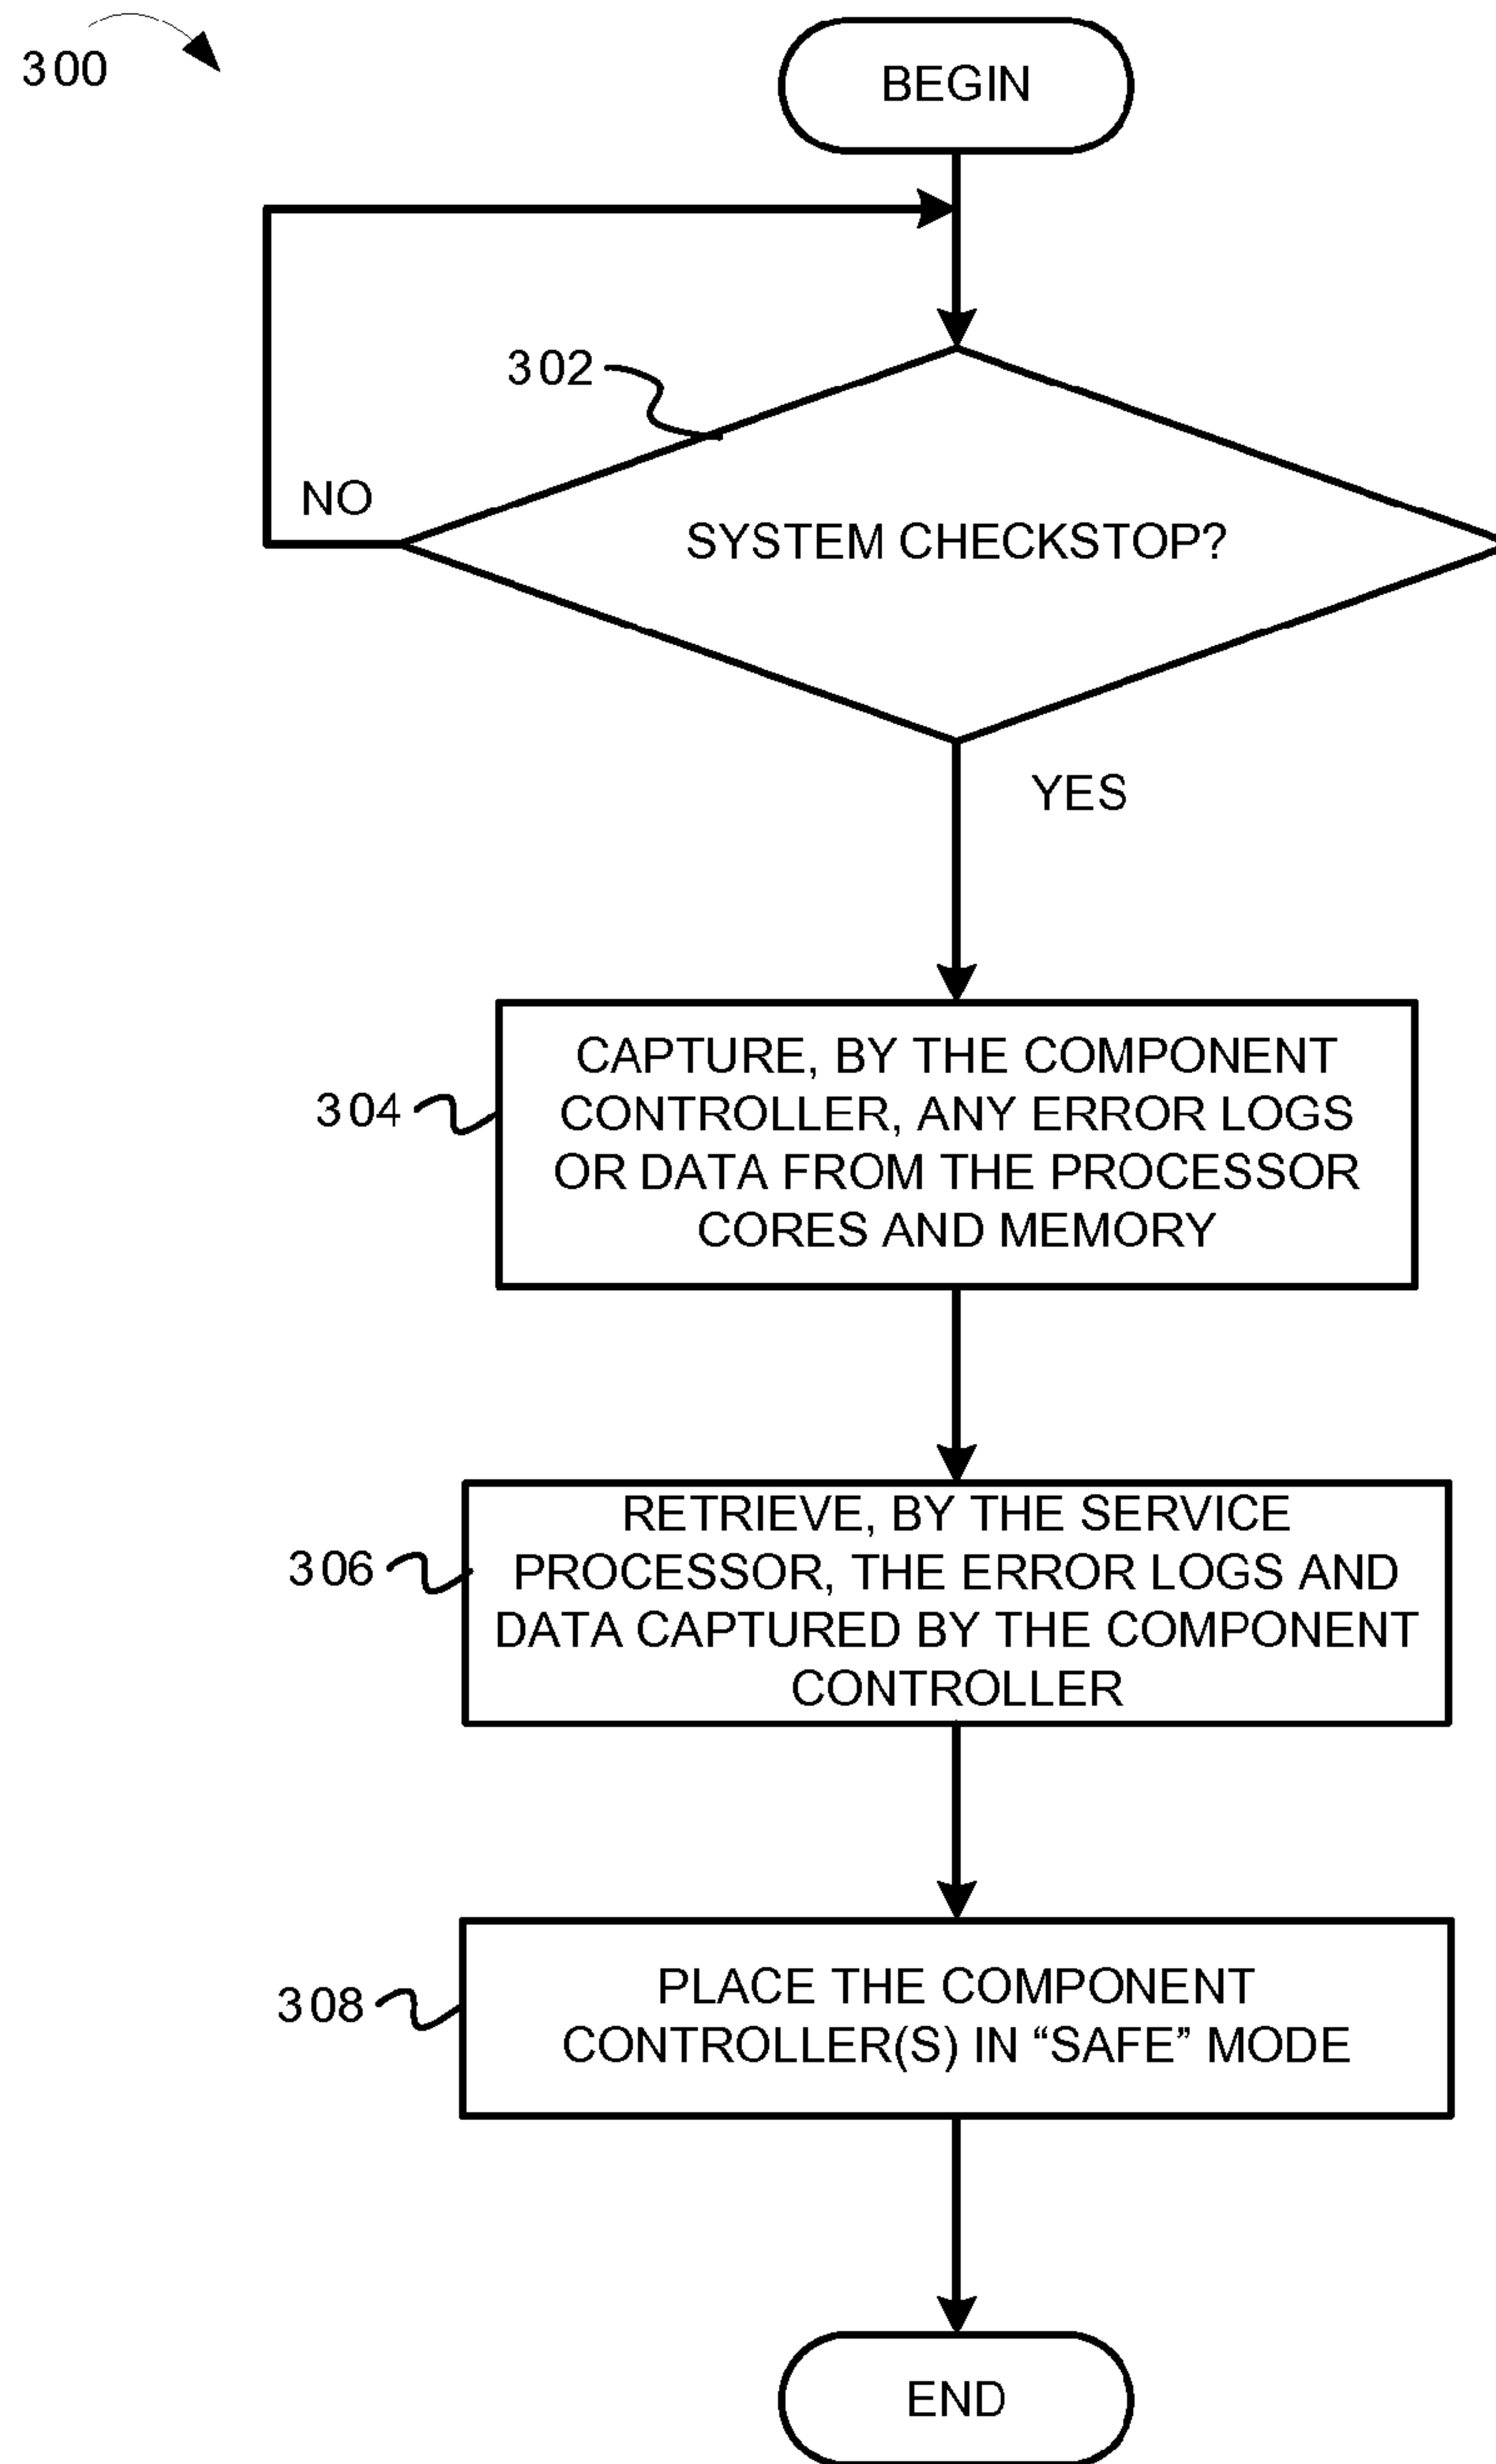 300
BEGIN
302
NO
SYSTEM CHECKSTOP?
YES
304
CAPTURE, BY THE COMPONENT
CONTROLLER, ANY ERROR LOGS
OR DATA FROM THE PROCESSOR
CORES AND MEMORY
306
RETRIEVE, BY THE SERVICE
PROCESSOR, THE ERROR LOGS AND
DATA CAPTURED BY THE COMPONENT
CONTROLLER
308
PLACE THE COMPONENT
CONTROLLER(S) IN “SAFE” MODE
END